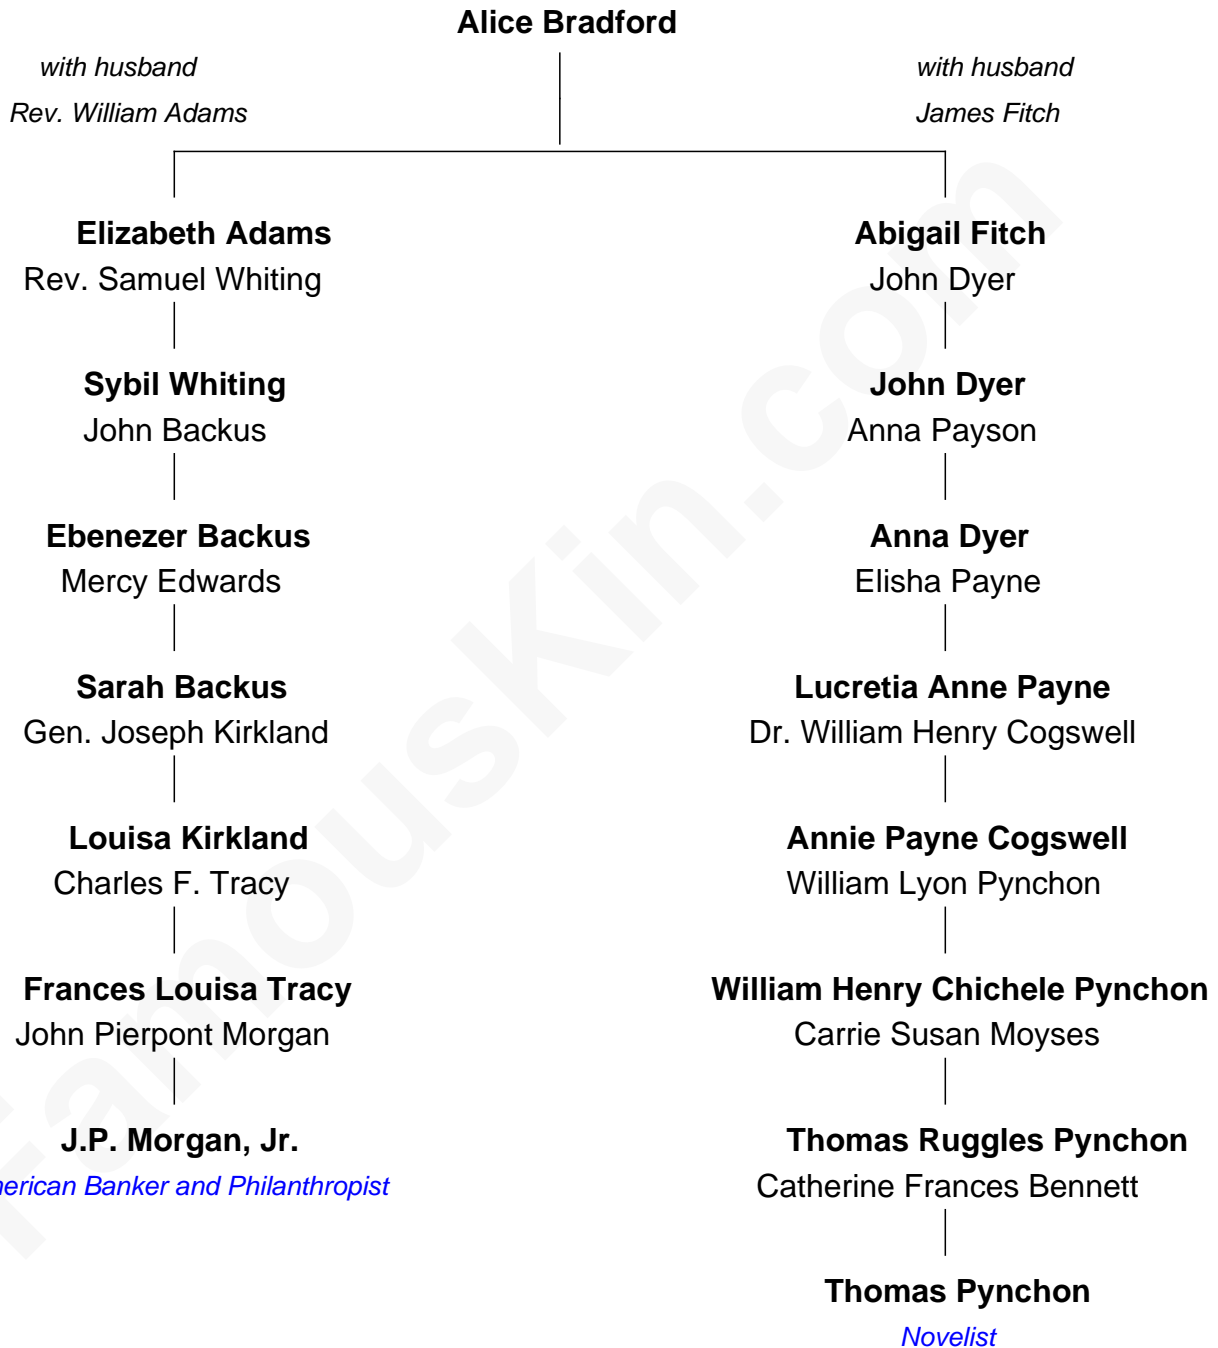 Alice Bradford
with husband
Rev. William Adams
with husband
James Fitch
Elizabeth Adams
Rev. Samuel Whiting
Abigail Fitch
John Dyer
Sybil Whiting
John Backus
John Dyer
Anna Payson
Ebenezer Backus
Mercy Edwards
Anna Dyer
Elisha Payne
Sarah Backus
Gen. Joseph Kirkland
Lucretia Anne Payne
Dr. William Henry Cogswell
Louisa Kirkland
Charles F. Tracy
Annie Payne Cogswell
William Lyon Pynchon
Frances Louisa Tracy
John Pierpont Morgan
William Henry Chichele Pynchon
Carrie Susan Moyses
J.P. Morgan, Jr.
merican Banker and Philanthropist
Thomas Ruggles Pynchon
Catherine Frances Bennett
Thomas Pynchon
Novelist
FamousKin.com